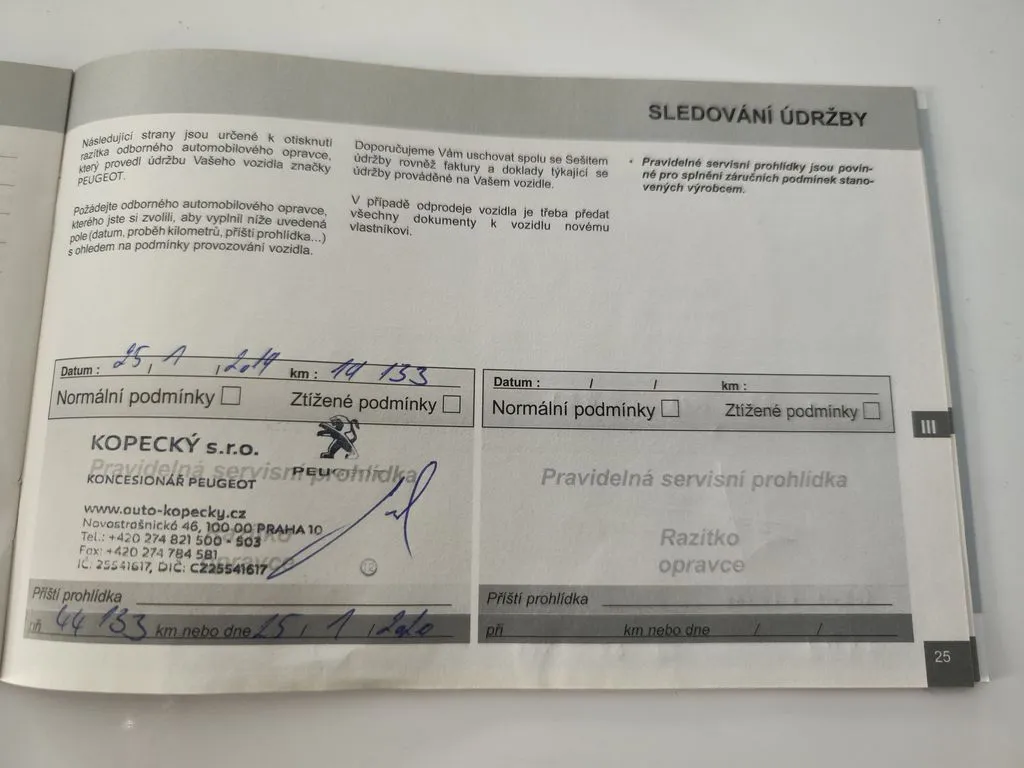 SLEDOVÁNÍ ÚDRŽBY
Následující strany jsou určené k otisknutí
razítka odborného automobilového opravce,
který provedl údržbu Vašeho vozidla značky
PEUGEOT.
Požádejte odborného automobilového opravce,
kterého jste si zvolili, aby vyplnil níže uvedená
pole (datum, proběh kilometrů, příští prohlídka...)
s ohledem na podmínky provozování vozidla.
Doporučujeme Vám uschovat spolu se Sešitem
údržby rovněž faktury a doklady týkající se
údržby prováděné na Vašem vozidle.
V případě odprodeje vozidla je třeba předat
všechny dokumenty k vozidlu novému
vlastníkovi.
• Pravidelné servisní prohlídky jsou povin-
né pro splnění záručních podmínek stano-
vených výrobcem.
Datum : 25 / 1 / 2019 km : 14 133
Normální podmínky Ztížené podmínky
KOPECKÝ s.r.o.
PEUGEOT
Pravidelná servisní prohlídka
KONCESIONÁŘ PEUGEOT
www.auto-kopecky.cz
Novostrašnická 46, 100 00 PRAHA 10
Tel.: +420 274 821 500 - 503
Razítko
Fax: +420 274 784 581
opravce
IČ: 25541617, DIČ: CZ25541617
Příští prohlídka
při 44 133 km nebo dne 25 / 1 / 2020
Datum : / / km :
Normální podmínky Ztížené podmínky
Pravidelná servisní prohlídka
Razítko
opravce
Příští prohlídka
při km nebo dne / /
III
25